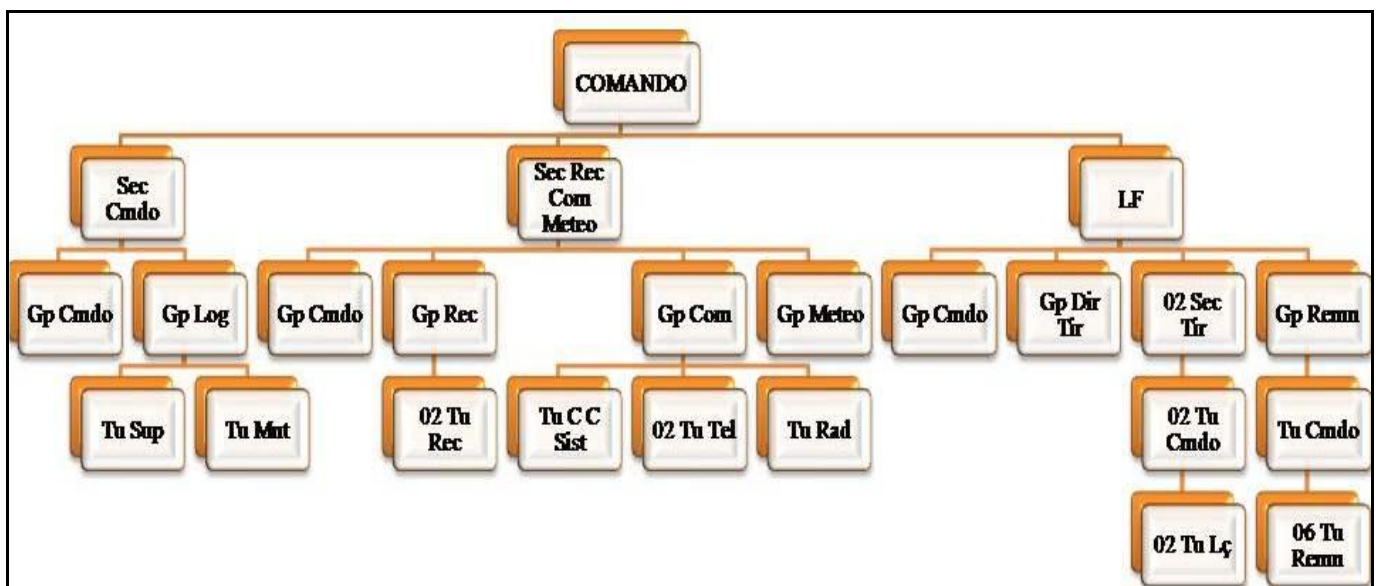 COMANDO
Sec
Cmdo
Sec Rec
Com
Meteo
LF
Gp Cmdo
Gp Log
Gp Cmdo
Gp Rec
Gp Com
Gp Meteo
Gp Cmdo
Gp Dir
Tir
02 Sec
Tir
Gp Remn
Tu Sup
Tu Mnt
02 Tu
Rec
Tu C C
Sist
02 Tu Tel
Tu Rad
02 Tu
Cmdo
Tu Cmdo
02 Tu Lç
06 Tu
Remn